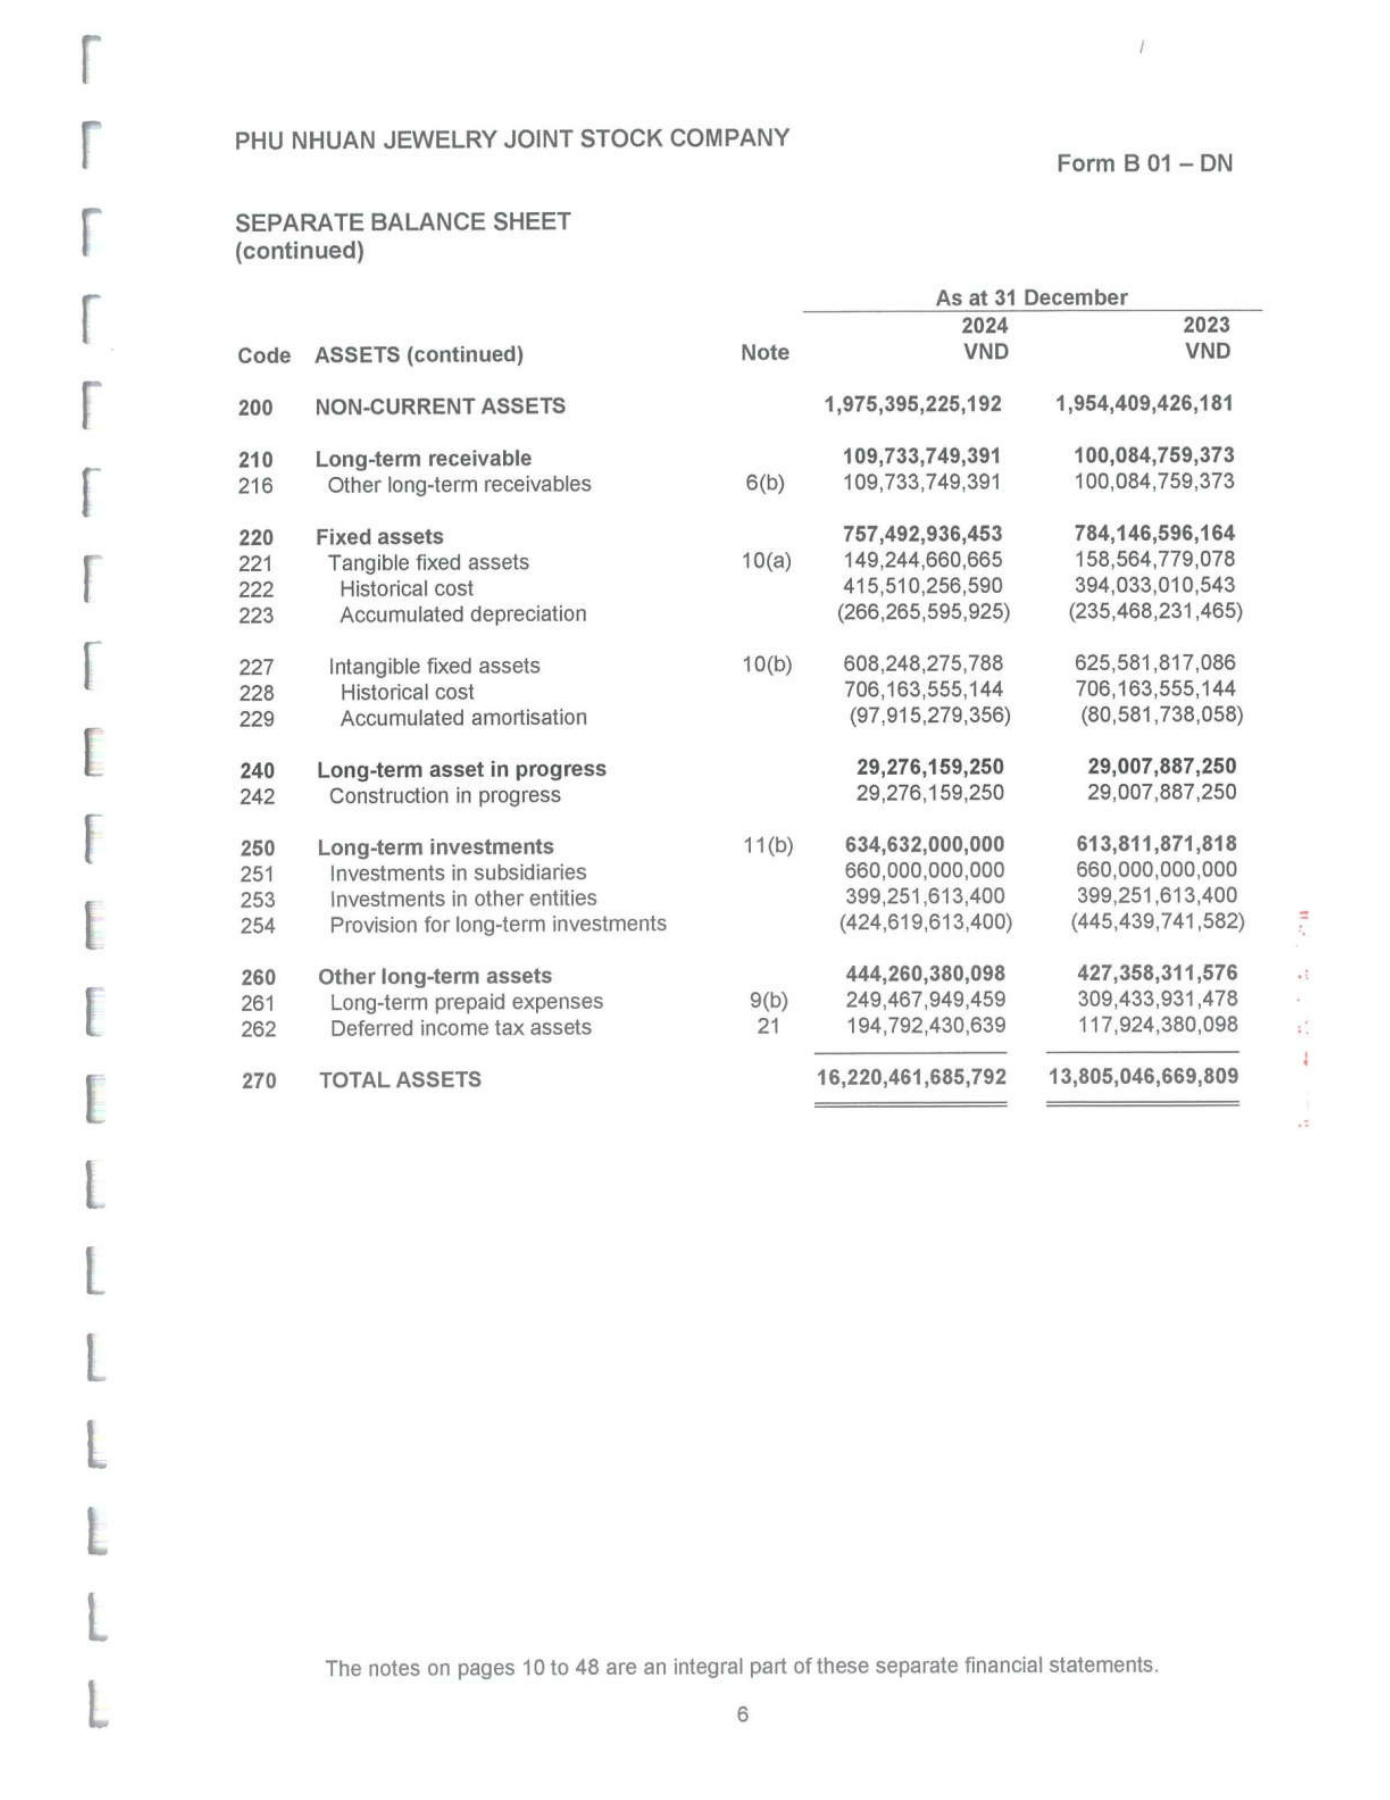 PHU NHUAN JEWELRY JOINT STOCK COMPANY
Form B 01 – DN
SEPARATE BALANCE SHEET
(continued)
As at 31 December
2024 2023
Code ASSETS (continued) Note VND VND
200 NON-CURRENT ASSETS 1,975,395,225,192 1,954,409,426,181
210 Long-term receivable 109,733,749,391 100,084,759,373
216 Other long-term receivables 6(b) 109,733,749,391 100,084,759,373
220 Fixed assets 757,492,936,453 784,146,596,164
221 Tangible fixed assets 10(a) 149,244,660,665 158,564,779,078
222 Historical cost 415,510,256,590 394,033,010,543
223 Accumulated depreciation (266,265,595,925) (235,468,231,465)
227 Intangible fixed assets 10(b) 608,248,275,788 625,581,817,086
228 Historical cost 706,163,555,144 706,163,555,144
229 Accumulated amortisation (97,915,279,356) (80,581,738,058)
240 Long-term asset in progress 29,276,159,250 29,007,887,250
242 Construction in progress 29,276,159,250 29,007,887,250
250 Long-term investments 11(b) 634,632,000,000 613,811,871,818
251 Investments in subsidiaries 660,000,000,000 660,000,000,000
253 Investments in other entities 399,251,613,400 399,251,613,400
254 Provision for long-term investments (424,619,613,400) (445,439,741,582)
260 Other long-term assets 444,260,380,098 427,358,311,576
261 Long-term prepaid expenses 9(b) 249,467,949,459 309,433,931,478
262 Deferred income tax assets 21 194,792,430,639 117,924,380,098
270 TOTAL ASSETS 16,220,461,685,792 13,805,046,669,809
The notes on pages 10 to 48 are an integral part of these separate financial statements.
6